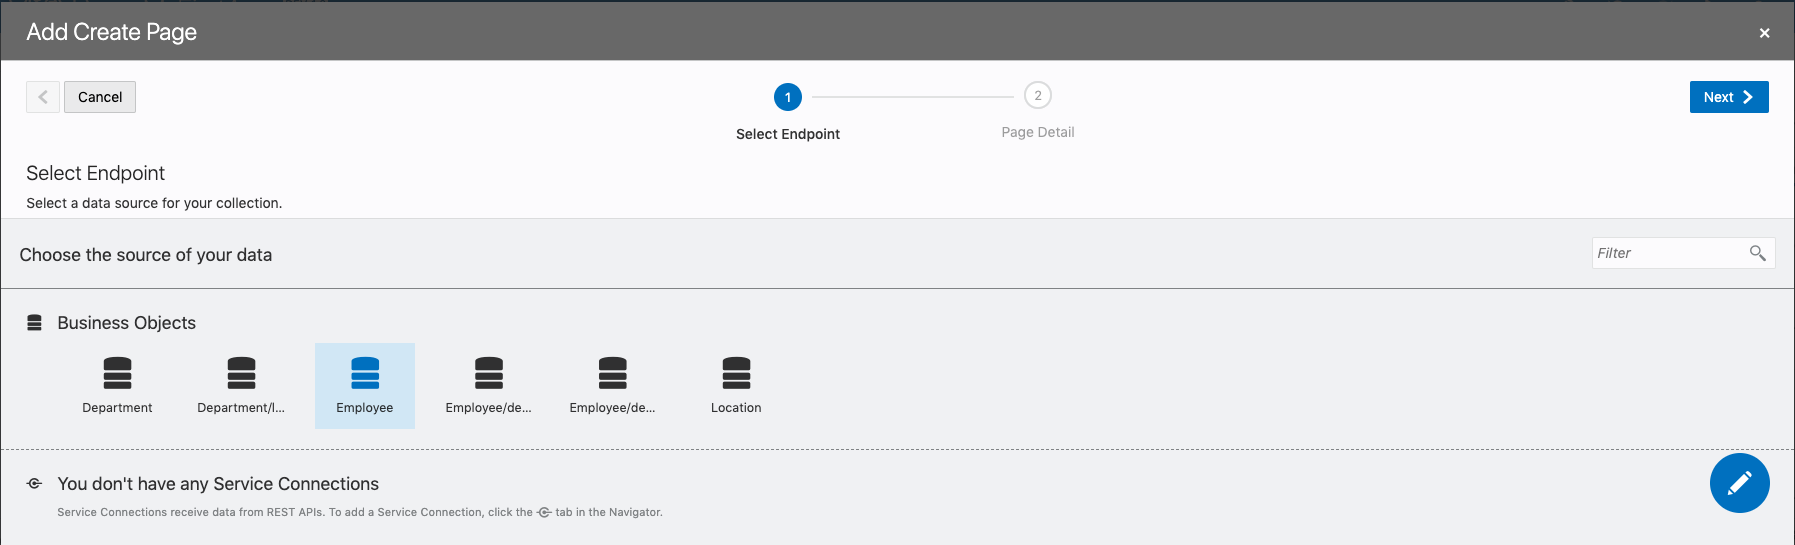 Add Create Page
Cancel
1
2
Next
Select Endpoint
Page Detail
Select Endpoint
Select a data source for your collection.
Choose the source of your data
Filter
Business Objects
Department
Department/l...
Employee
Employee/de...
Employee/de...
Location
You don't have any Service Connections
Service Connections receive data from REST APIs. To add a Service Connection, click the tab in the Navigator.